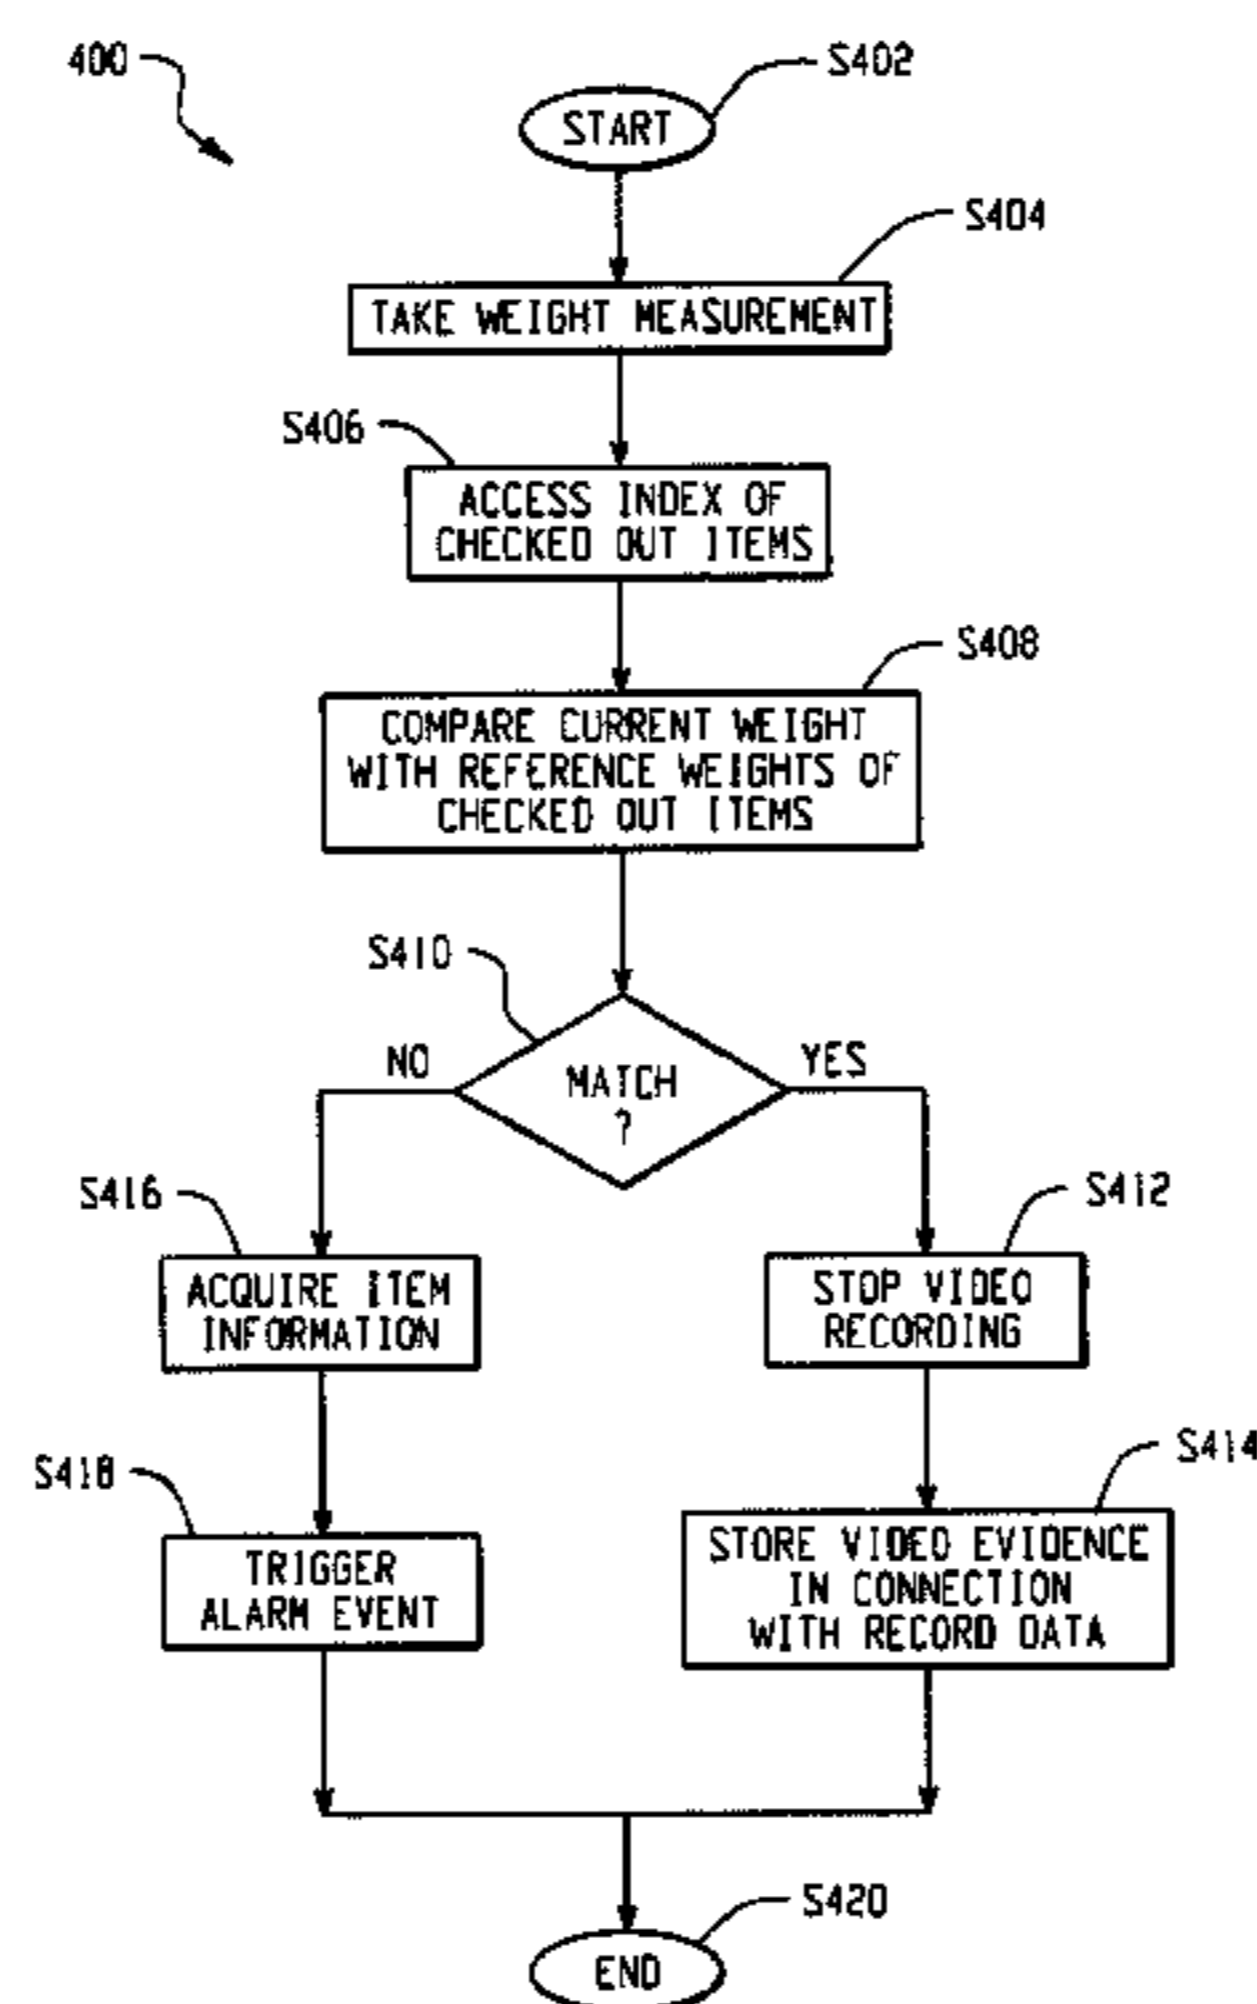 400
S402
START
S404
TAKE WEIGHT MEASUREMENT
S406
ACCESS INDEX OF
CHECKED OUT ITEMS
S408
COMPARE CURRENT WEIGHT
WITH REFERENCE WEIGHTS OF
CHECKED OUT ITEMS
S410
NO
MATCH
?
YES
S416
ACQUIRE ITEM
INFORMATION
S412
STOP VIDEO
RECORDING
S418
TRIGGER
ALARM EVENT
S414
STORE VIDEO EVIDENCE
IN CONNECTION
WITH RECORD DATA
S420
END